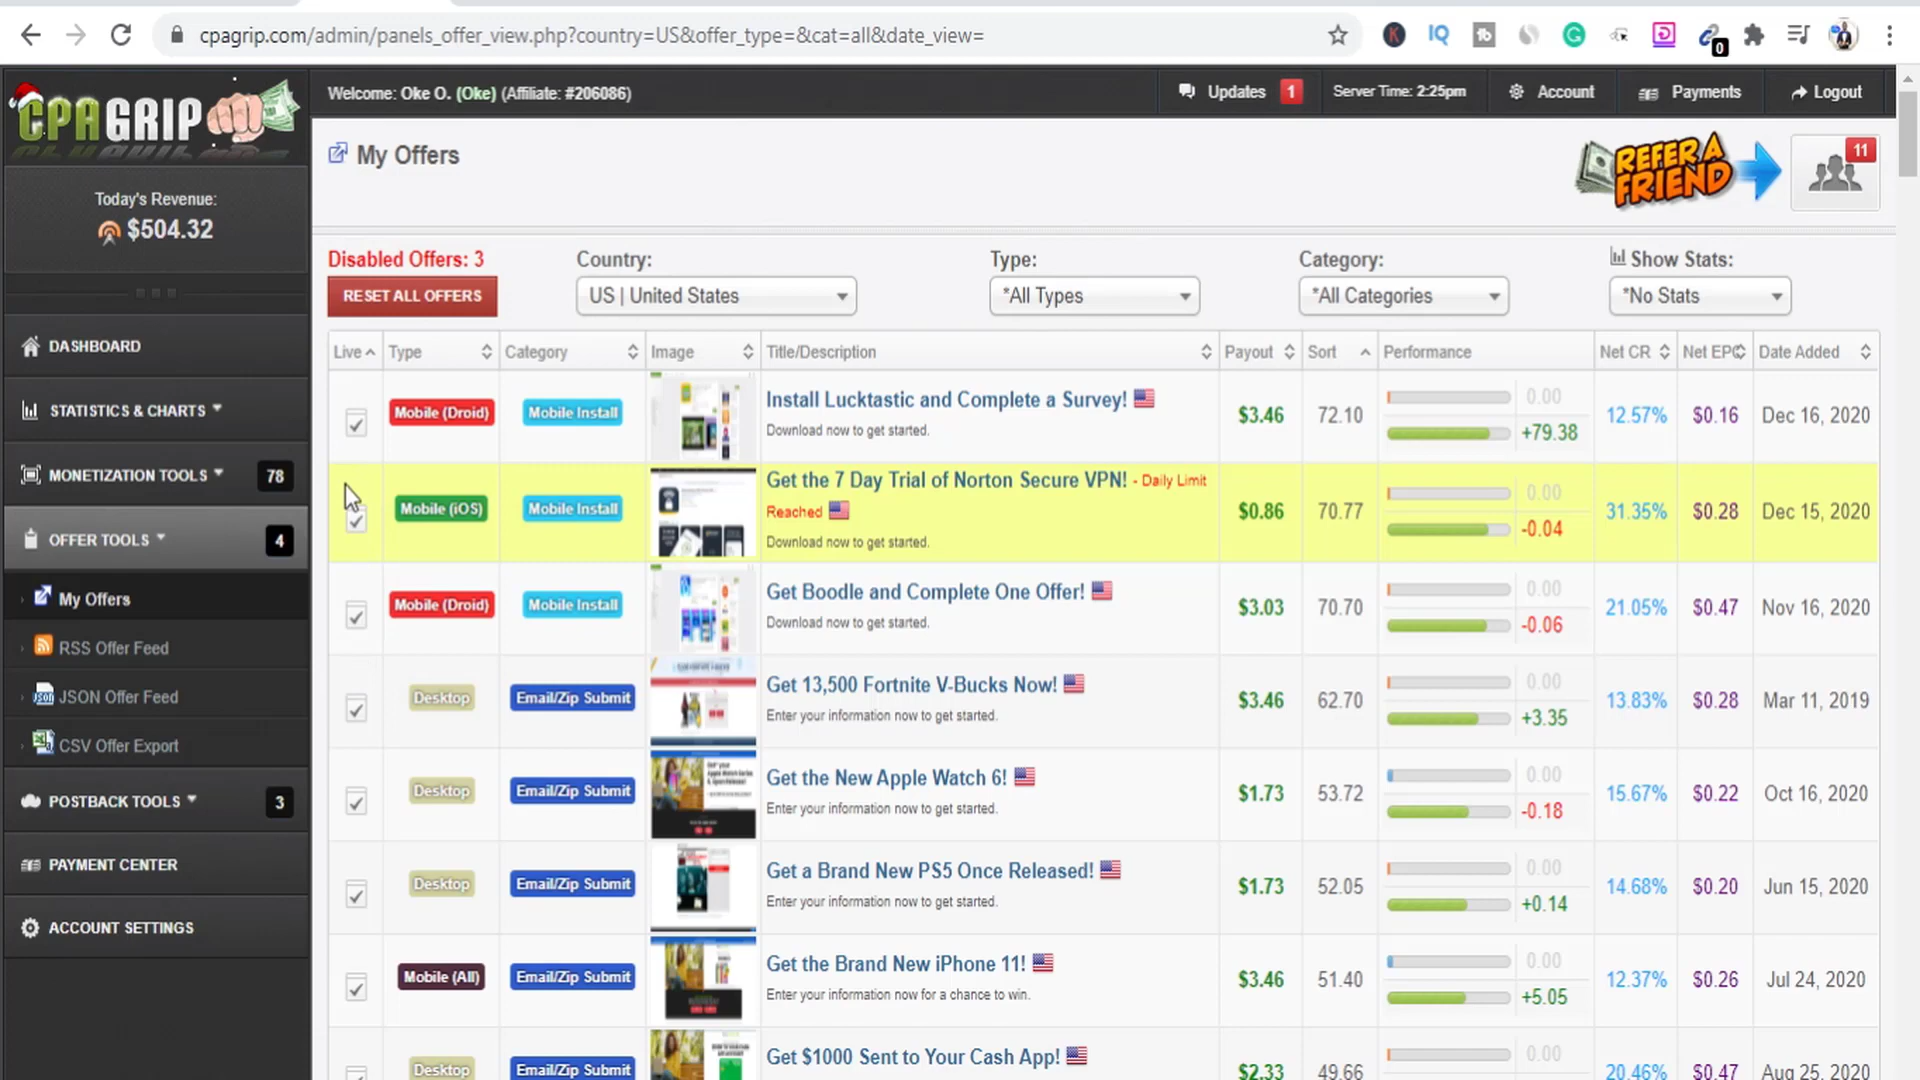 cpagrip.com/admin/panels_offer_view.php?country=US&offer_type=&cat=all&date_view=
0
CPAGRIP
Welcome: Oke O. (Oke) (Affiliate: #206086)
Updates 1
Server Time: 2:25pm
Account
Payments
Logout
My Offers
REFER A FRIEND
11
Today's Revenue:
$504.32
DASHBOARD
STATISTICS & CHARTS
MONETIZATION TOOLS 78
OFFER TOOLS 4
My Offers
RSS Offer Feed
JSON Offer Feed
CSV Offer Export
POSTBACK TOOLS 3
PAYMENT CENTER
ACCOUNT SETTINGS
Disabled Offers: 3
RESET ALL OFFERS
Country:
US | United States
Type:
*All Types
Category:
*All Categories
Show Stats:
*No Stats
Live Type Category Image Title/Description Payout Sort Performance Net CR Net EPC Date Added
Mobile (Droid) Mobile Install Install Lucktastic and Complete a Survey! $3.46 72.10 0.00 +79.38 12.57% $0.16 Dec 16, 2020
Download now to get started.
Mobile (iOS) Mobile Install Get the 7 Day Trial of Norton Secure VPN! - Daily Limit
Reached $0.86 70.77 0.00 -0.04 31.35% $0.28 Dec 15, 2020
Download now to get started.
Mobile (Droid) Mobile Install Get Boodle and Complete One Offer! $3.03 70.70 0.00 -0.06 21.05% $0.47 Nov 16, 2020
Download now to get started.
Desktop Email/Zip Submit Get 13,500 Fortnite V-Bucks Now! $3.46 62.70 0.00 +3.35 13.83% $0.28 Mar 11, 2019
Enter your information now to get started.
Desktop Email/Zip Submit Get the New Apple Watch 6! $1.73 53.72 0.00 -0.18 15.67% $0.22 Oct 16, 2020
Enter your information now to get started.
Desktop Email/Zip Submit Get a Brand New PS5 Once Released! $1.73 52.05 0.00 +0.14 14.68% $0.20 Jun 15, 2020
Enter your information now to get started.
Mobile (All) Email/Zip Submit Get the Brand New iPhone 11! $3.46 51.40 0.00 +5.05 12.37% $0.26 Jul 24, 2020
Enter your information now for a chance to win.
Desktop Email/Zip Submit Get $1000 Sent to Your Cash App! $2.33 49.66 0.00 20.46% $0.47 Aug 25, 2020